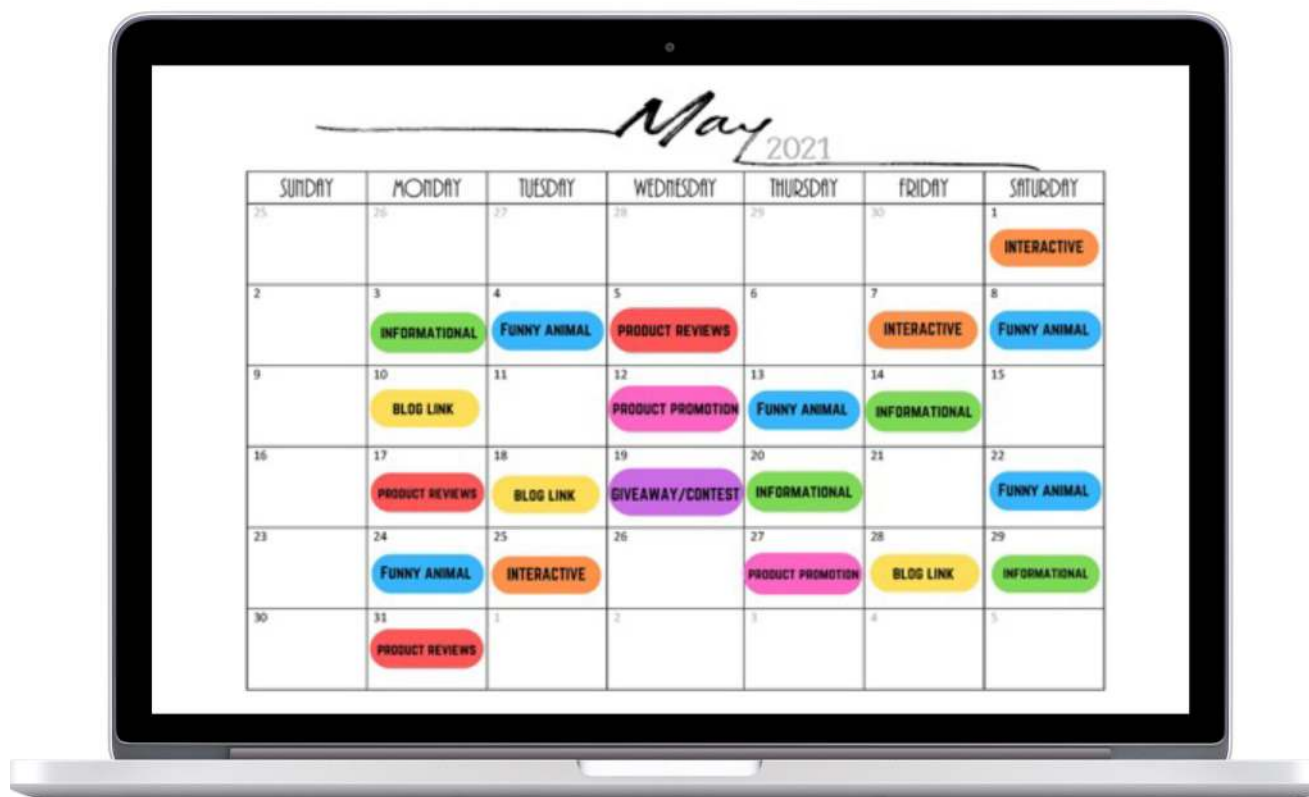 May
2021
SUNDAY MONDAY TUESDAY WEDNESDAY THURSDAY FRIDAY SATURDAY
25 26 27 28 29 30 1
INTERACTIVE
2 3 4 5 6 7 8
INFORMATIONAL FUNNY ANIMAL PRODUCT REVIEWS INTERACTIVE FUNNY ANIMAL
9 10 11 12 13 14 15
BLOG LINK PRODUCT PROMOTION FUNNY ANIMAL INFORMATIONAL
16 17 18 19 20 21 22
PRODUCT REVIEWS BLOG LINK GIVEAWAY/CONTEST INFORMATIONAL FUNNY ANIMAL
23 24 25 26 27 28 29
FUNNY ANIMAL INTERACTIVE PRODUCT PROMOTION BLOG LINK INFORMATIONAL
30 31 1 2 3 4 5
PRODUCT REVIEWS